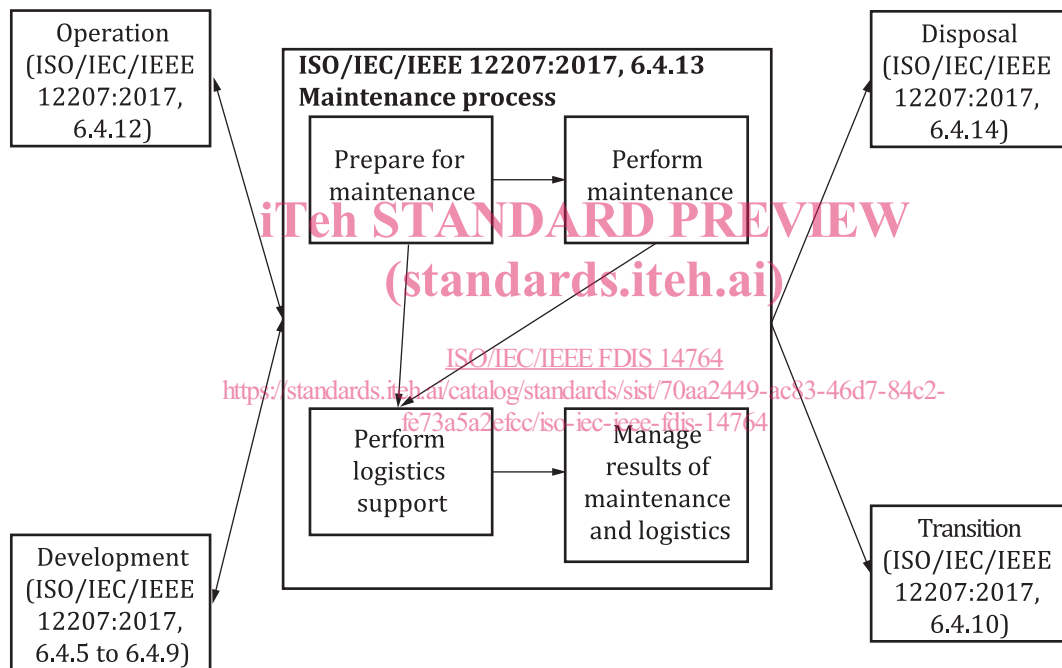 Operation
(ISO/IEC/IEEE
12207:2017,
6.4.12)
ISO/IEC/IEEE 12207:2017, 6.4.13
Maintenance process
Disposal
(ISO/IEC/IEEE
12207:2017,
6.4.14)
Prepare for
maintenance
Perform
maintenance
iTeh STANDARD PREVIEW
(standards.iteh.ai)
ISO/IEC/IEEE FDIS 14764
https://standards.iteh.ai/catalog/standards/sist/70aa2449-ac83-46d7-84c2-
fe73a5a2efcc/iso-iec-ieee-fdis-14764
Perform
logistics
support
Manage
results of
maintenance
and logistics
Development
(ISO/IEC/IEEE
12207:2017,
6.4.5 to 6.4.9)
Transition
(ISO/IEC/IEEE
12207:2017,
6.4.10)